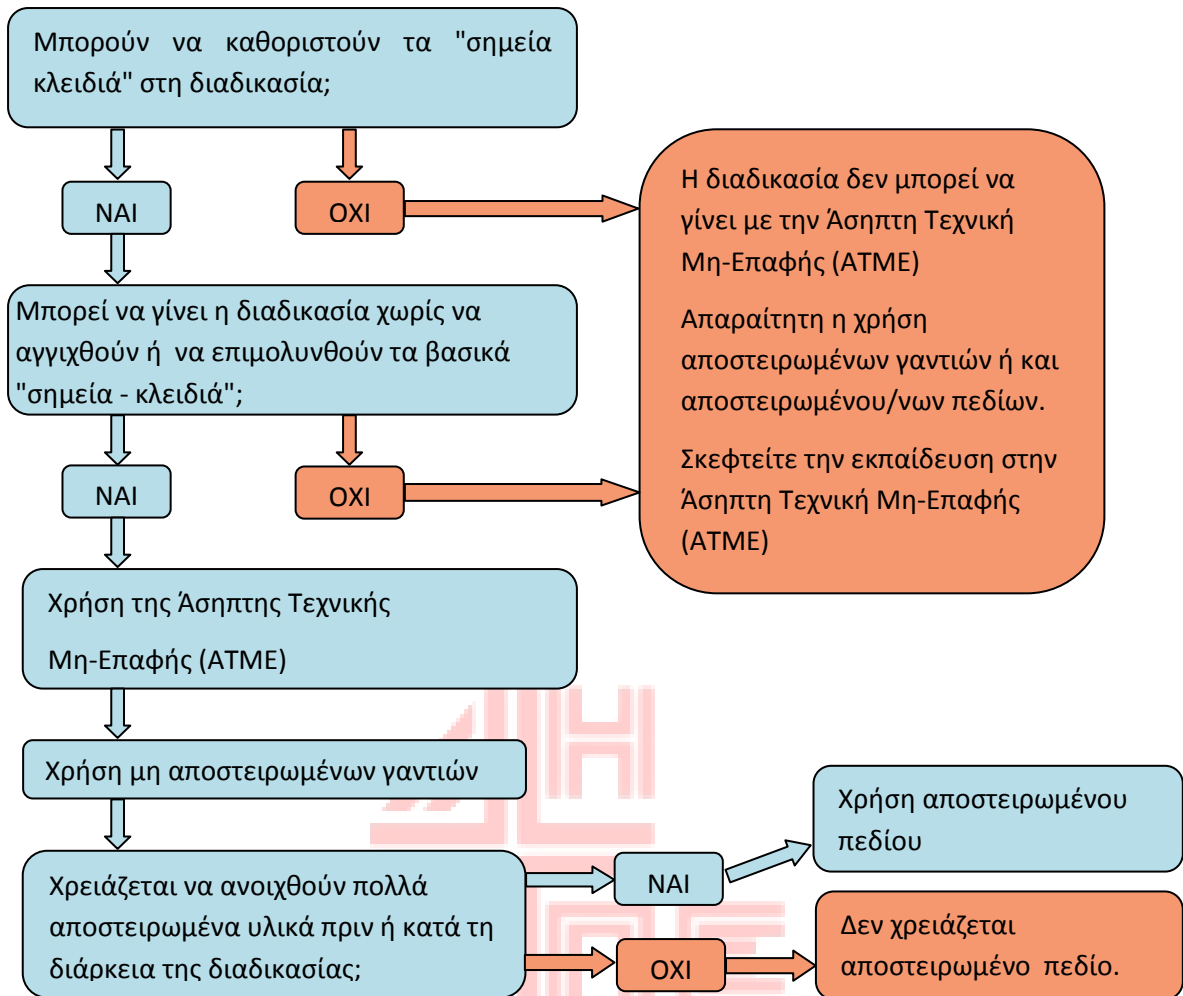 Μπορούν να καθοριστούν τα "σημεία
κλειδιά" στη διαδικασία;
ΝΑΙ
ΟΧΙ
Η διαδικασία δεν μπορεί να
γίνει με την Άσηπτη Τεχνική
Μη-Επαφής (ΑΤΜΕ)
Απαραίτητη η χρήση
αποστειρωμένων γαντιών ή και
αποστειρωμένου/νων πεδίων.
Σκεφτείτε την εκπαίδευση στην
Άσηπτη Τεχνική Μη-Επαφής
(ΑΤΜΕ)
Μπορεί να γίνει η διαδικασία χωρίς να
αγγιχθούν ή  να επιμολυνθούν τα βασικά
"σημεία - κλειδιά";
ΝΑΙ
ΟΧΙ
Χρήση της Άσηπτης Τεχνικής
Μη-Επαφής (ΑΤΜΕ)
Χρήση μη αποστειρωμένων γαντιών
Χρειάζεται να ανοιχθούν πολλά
αποστειρωμένα υλικά πριν ή κατά τη
διάρκεια της διαδικασίας;
ΝΑΙ
Χρήση αποστειρωμένου
πεδίου
ΟΧΙ
Δεν χρειάζεται
αποστειρωμένο  πεδίο.